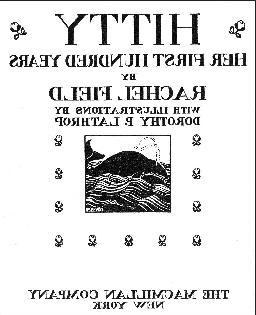 HITTY
HER FIRST HUNDRED YEARS
BY
RACHEL FIELD
WITH ILLUSTRATIONS BY
DOROTHY P. LATHROP
THE MACMILLAN COMPANY
NEW YORK